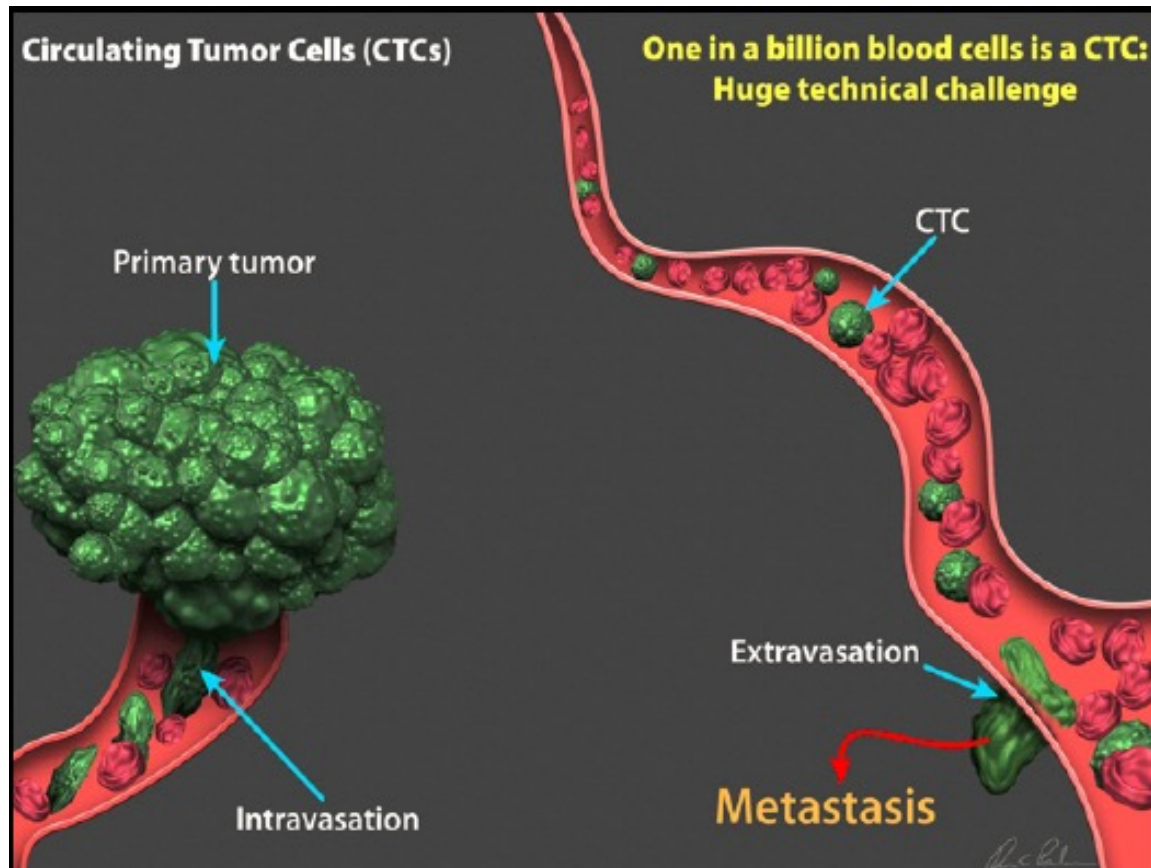 Circulating Tumor Cells (CTCs)
One in a billion blood cells is a CTC:
Huge technical challenge
CTC
Primary tumor
Extravasation
Metastasis
Intravasation